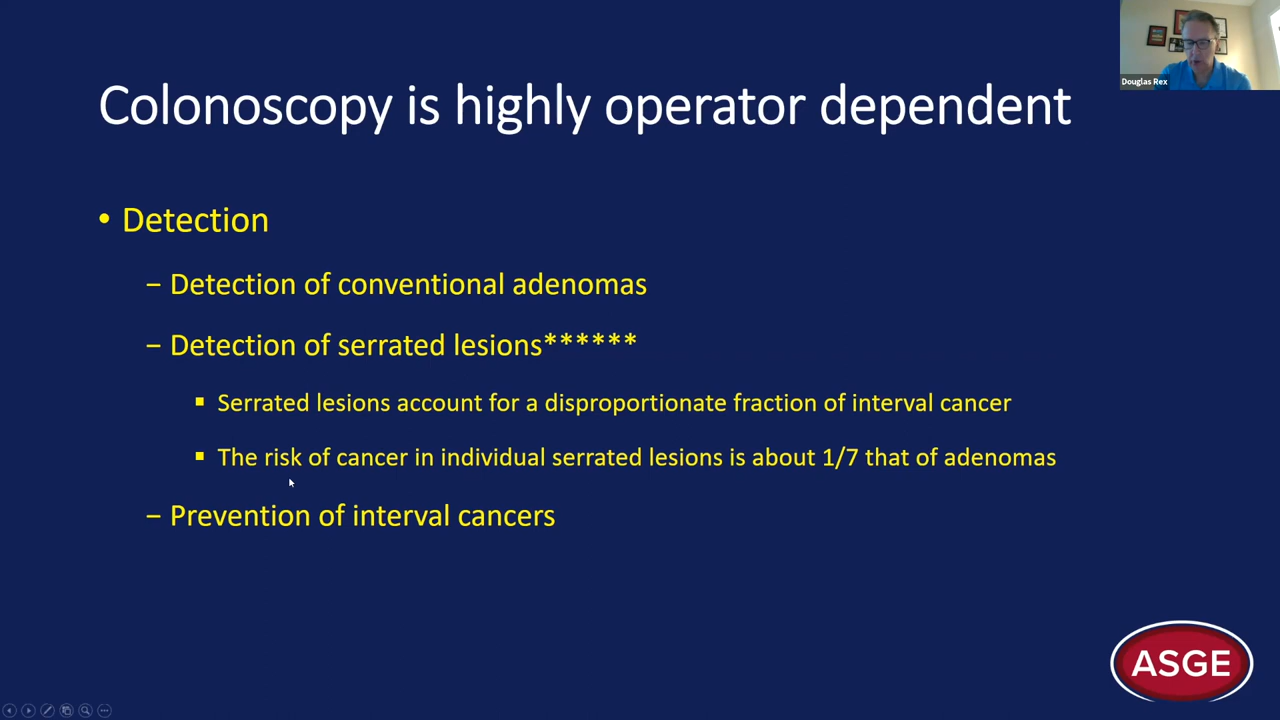 Douglas Rex
Colonoscopy is highly operator dependent
• Detection
– Detection of conventional adenomas
– Detection of serrated lesions******
▪ Serrated lesions account for a disproportionate fraction of interval cancer
▪ The risk of cancer in individual serrated lesions is about 1/7 that of adenomas
– Prevention of interval cancers
ASGE